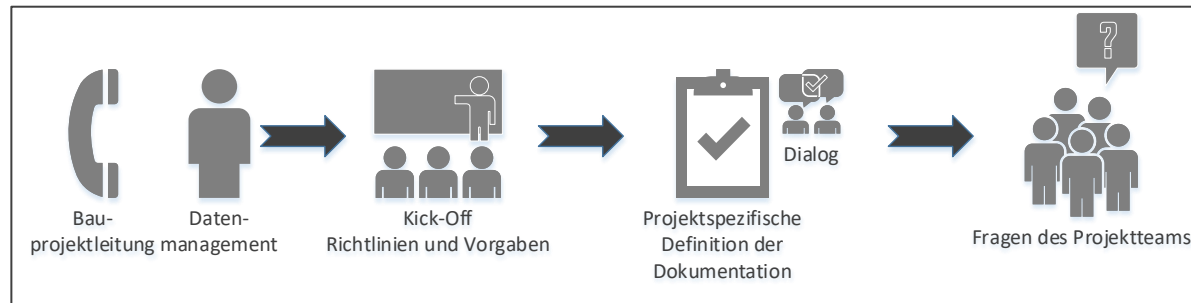 ?
Dialog
Bau-
projektleitung
Daten-
management
Kick-Off
Richtlinien und Vorgaben
Projektspezifische
Definition der
Dokumentation
Fragen des Projektteams